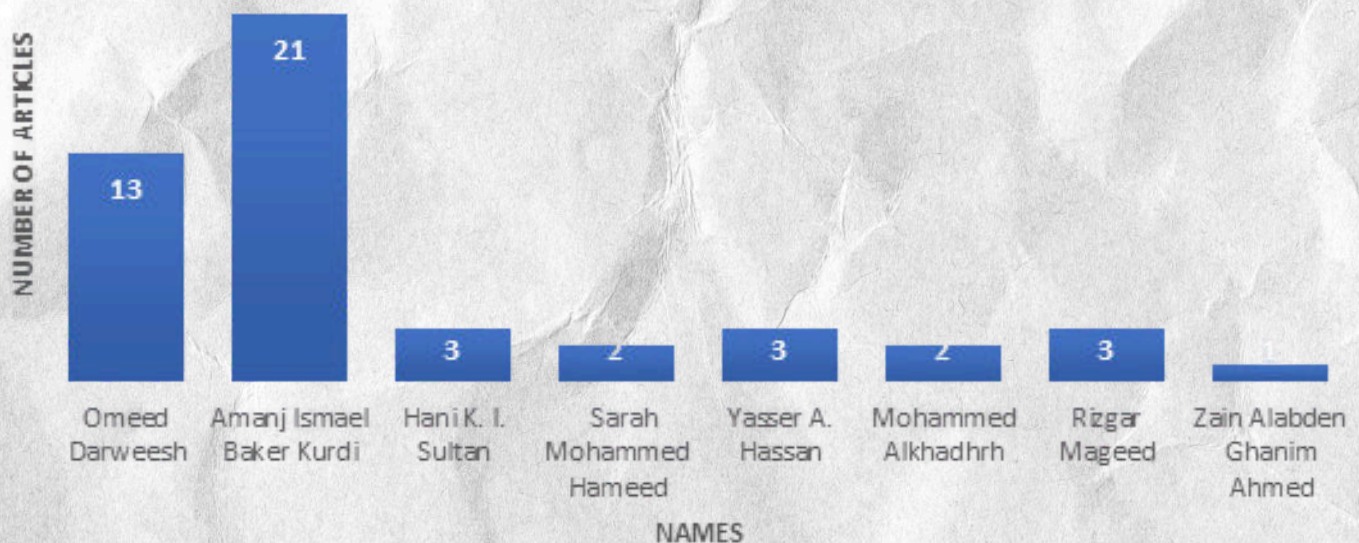 NUMBER OF ARTICLES
13
21
3
2
3
2
3
1
Omeed
Darweesh
Amanj Ismael
Baker Kurdi
Hani K. I.
Sultan
Sarah
Mohammed
Hameed
Yasser A.
Hassan
Mohammed
Alkhadhrh
Rizgar
Mageed
Zain Alabden
Ghanim
Ahmed
NAMES